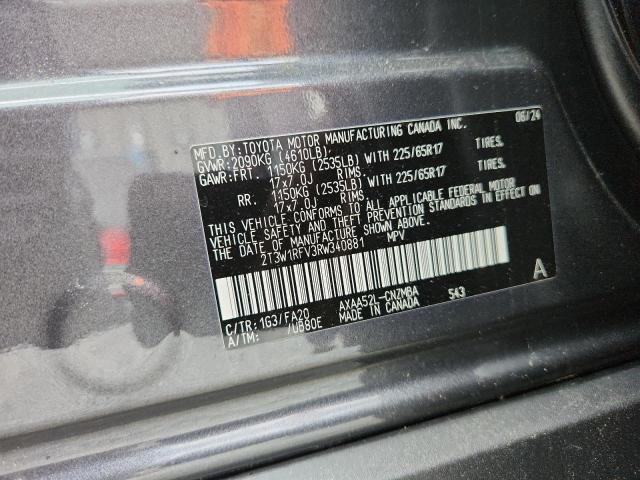 MFD.BY:TOYOTA MOTOR MANUFACTURING CANADA INC. 06/24
GVWR:2090KG (4610LB)
GAWR:FRT. 1150KG (2535LB) WITH 225/65R17 TIRES.
17x7.0J RIMS.
RR. 1150KG (2535LB) WITH 225/65R17 TIRES.
17x7.0J RIMS.
THIS VEHICLE CONFORMS TO ALL APPLICABLE FEDERAL MOTOR
VEHICLE SAFETY AND THEFT PREVENTION STANDARDS IN EFFECT ON
THE DATE OF MANUFACTURE SHOWN ABOVE.
2T3W1RFV3RW340881 MPV
A
C/TR:1G3/FA20 AXAA52L-CNZMBA 543
A/TM: /UB80E MADE IN CANADA